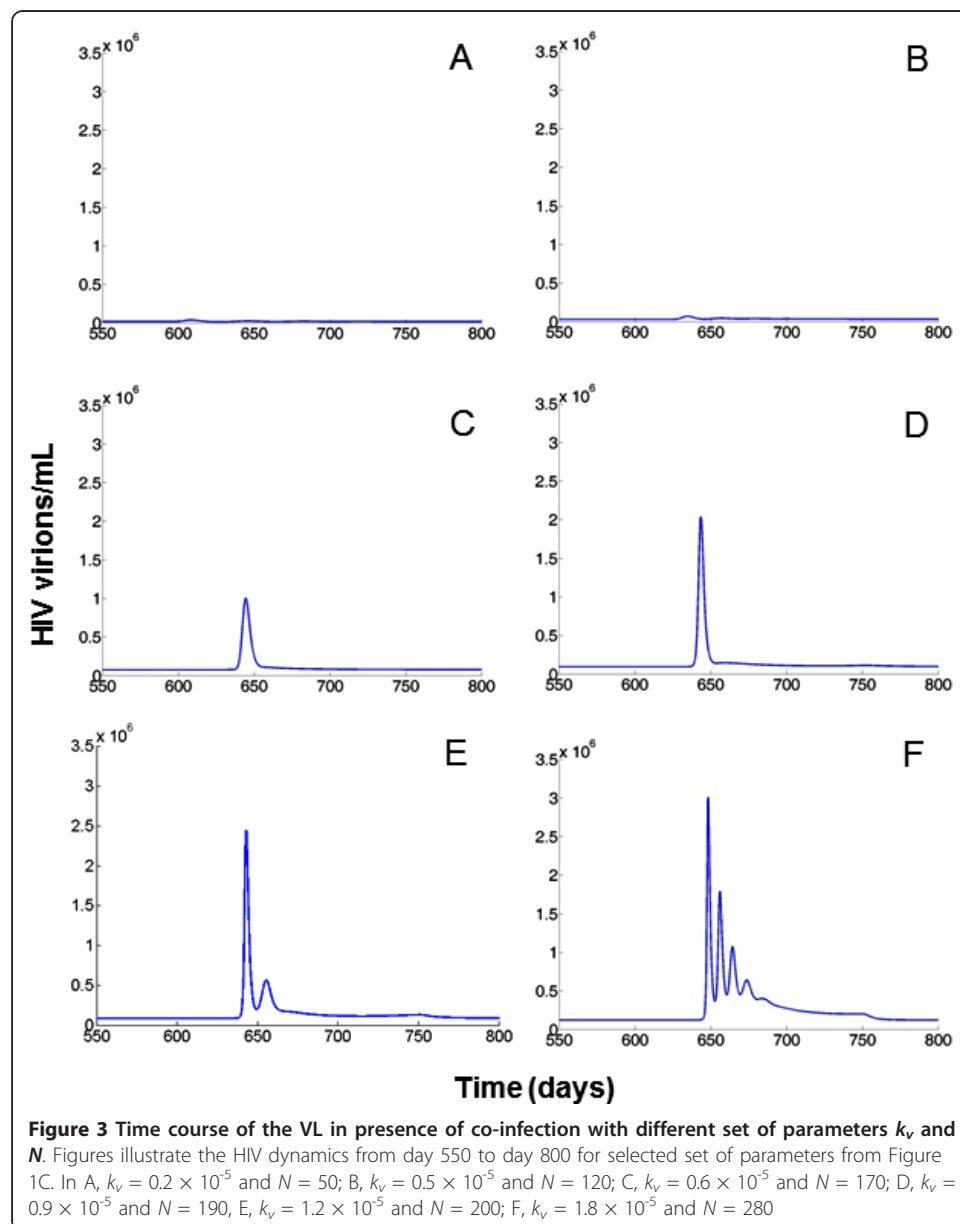 x 10^6
3.5
3
2.5
2
1.5
1
0.5
0
550 600 650 700 750 800
A
x 10^6
3.5
3
2.5
2
1.5
1
0.5
0
550 600 650 700 750 800
B
x 10^6
3.5
3
2.5
2
1.5
1
0.5
0
550 600 650 700 750 800
C
x 10^6
3.5
3
2.5
2
1.5
1
0.5
0
550 600 650 700 750 800
D
x 10^6
3.5
3
2.5
2
1.5
1
0.5
0
550 600 650 700 750 800
E
x 10^6
3.5
3
2.5
2
1.5
1
0.5
0
550 600 650 700 750 800
F
HIV virions/mL
Time (days)
Figure 3 Time course of the VL in presence of co-infection with different set of parameters k_v and
N. Figures illustrate the HIV dynamics from day 550 to day 800 for selected set of parameters from Figure
1C. In A, k_v = 0.2 × 10^-5 and N = 50; B, k_v = 0.5 × 10^-5 and N = 120; C, k_v = 0.6 × 10^-5 and N = 170; D, k_v =
0.9 × 10^-5 and N = 190, E, k_v = 1.2 × 10^-5 and N = 200; F, k_v = 1.8 × 10^-5 and N = 280